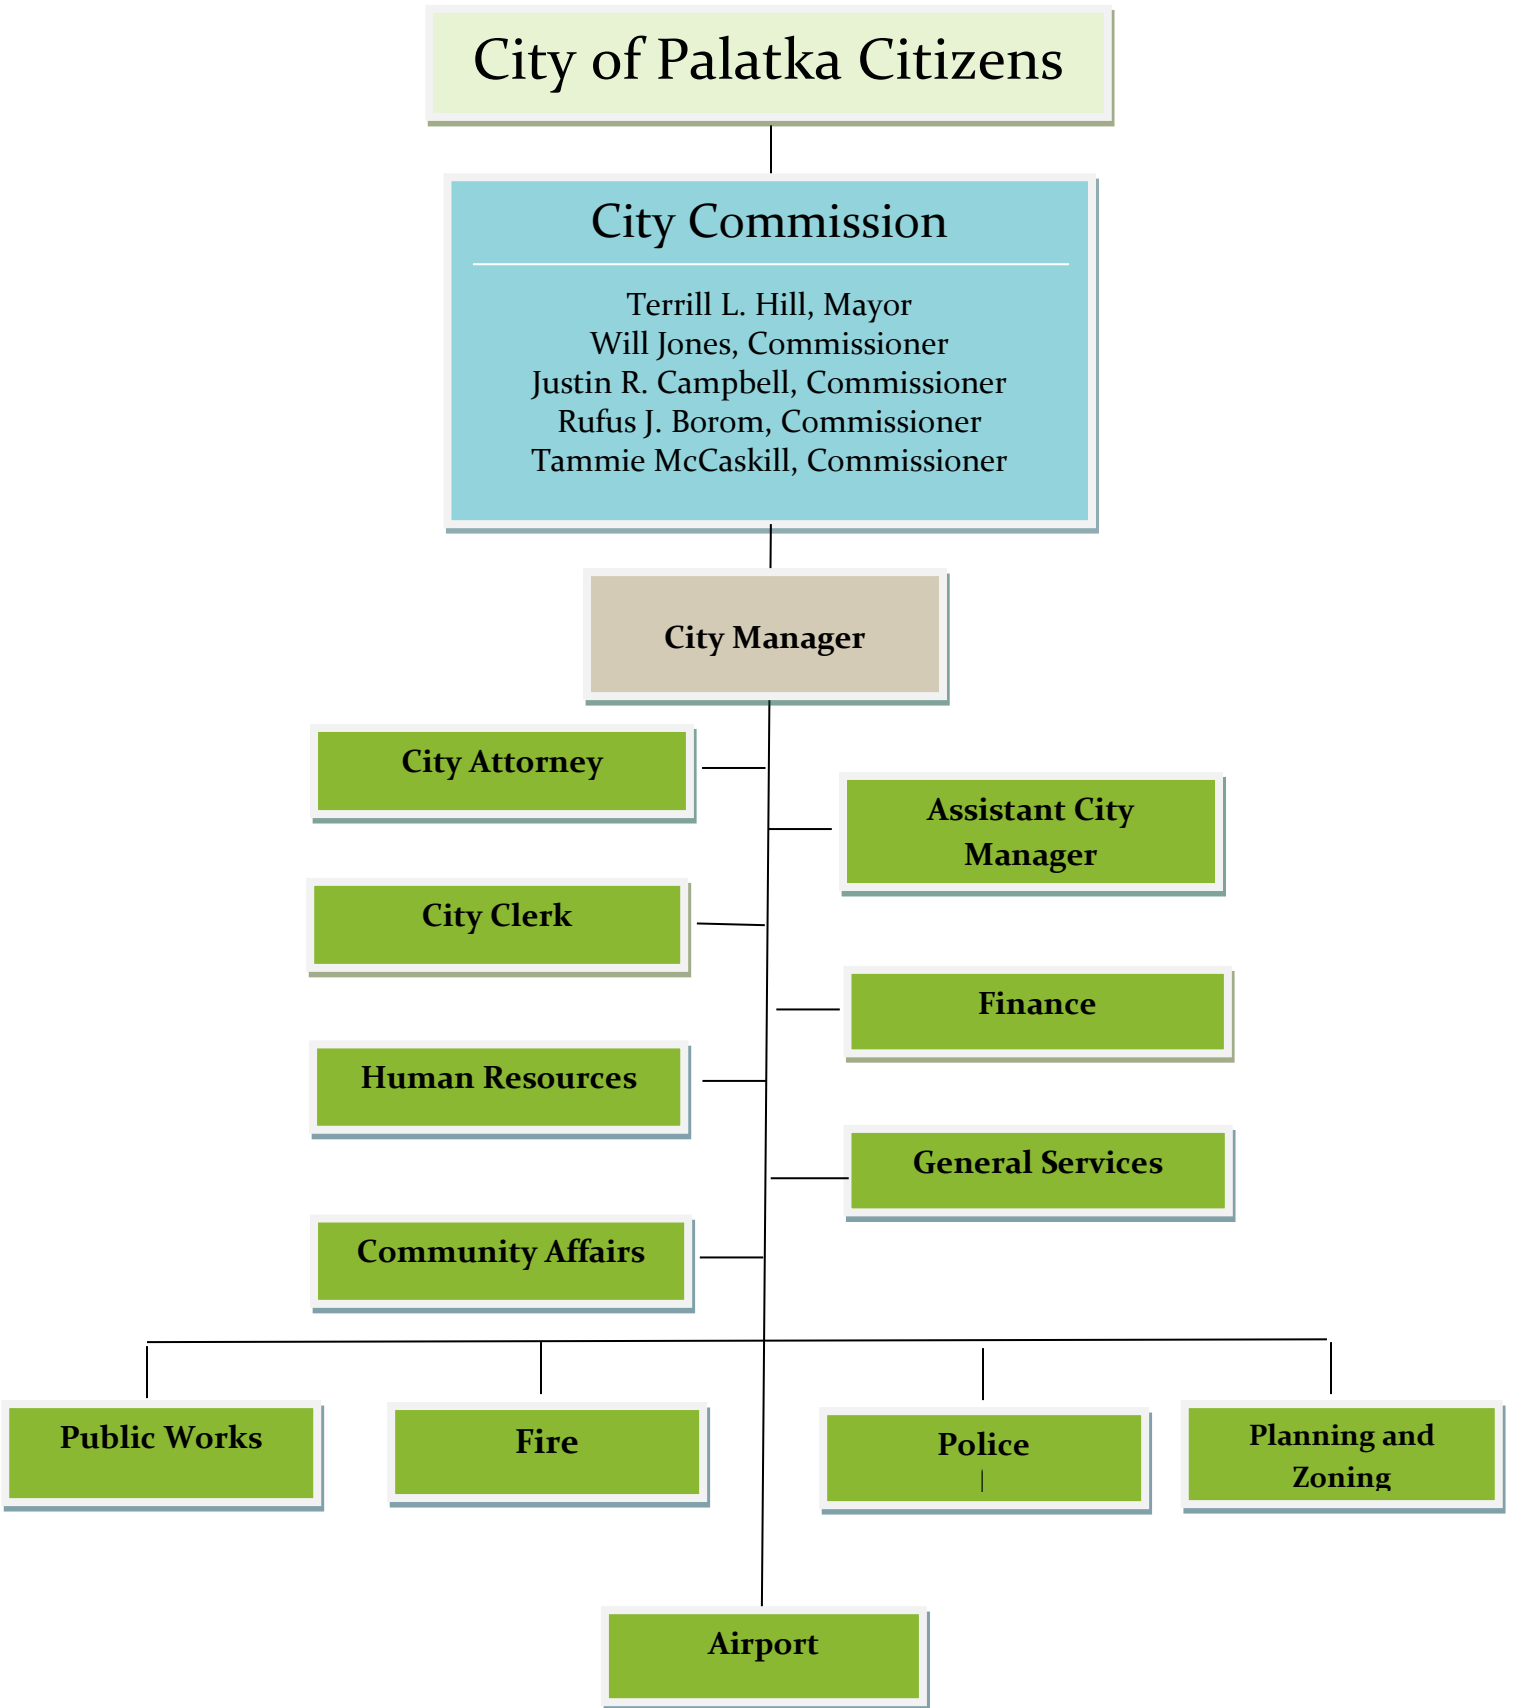 City of Palatka Citizens
City Commission
Terrill L. Hill, Mayor
Will Jones, Commissioner
Justin R. Campbell, Commissioner
Rufus J. Borom, Commissioner
Tammie McCaskill, Commissioner
City Manager
City Attorney
Assistant City
Manager
City Clerk
Finance
Human Resources
General Services
Community Affairs
Public Works
Fire
Police
Planning and
Zoning
Airport